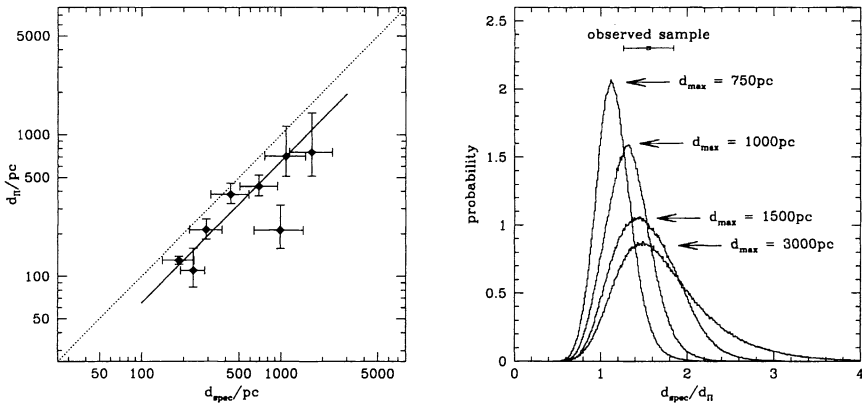 5000
1000
500
100
50
d_Π/pc
50 100 500 1000 5000
d_spec/pc
2.5
2
1.5
1
0.5
0
probability
observed sample
d_max = 750pc
d_max = 1000pc
d_max = 1500pc
d_max = 3000pc
0 1 2 3 4
d_spec/d_Π